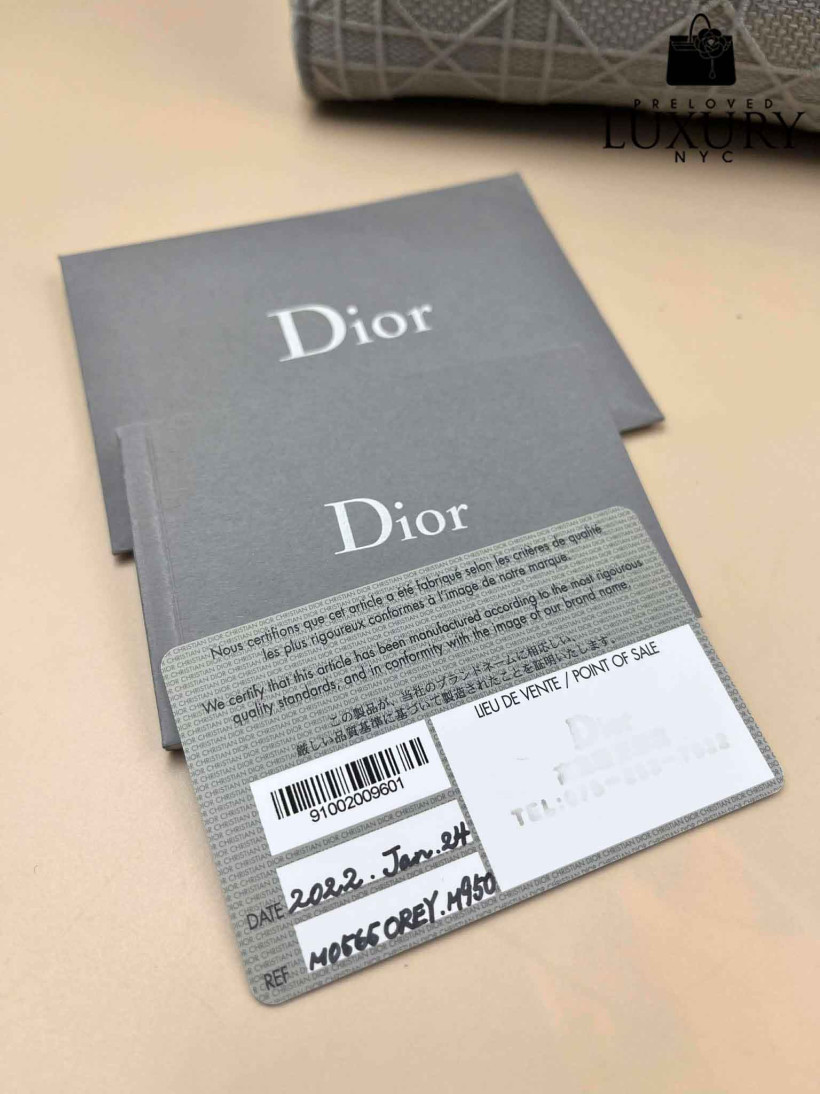 PRELOVED
LUXURY
NYC
Dior
Dior
Nous certifions que cet article a été fabriqué selon les critères de qualité
les plus rigoureux conformes à l'image de notre marque.
We certify that this article has been manufactured according to the most rigourous
quality standards, and in conformity with the image of our brand name.
この製品が、当社のブランドネームに相応しい、
厳しい品質基準に基づいて製造されたことを証明いたします。
LIEU DE VENTE / POINT OF SALE
Dior
TEL:
91002009601
DATE 2022. Jan. 24
REF M0565OREY.M950